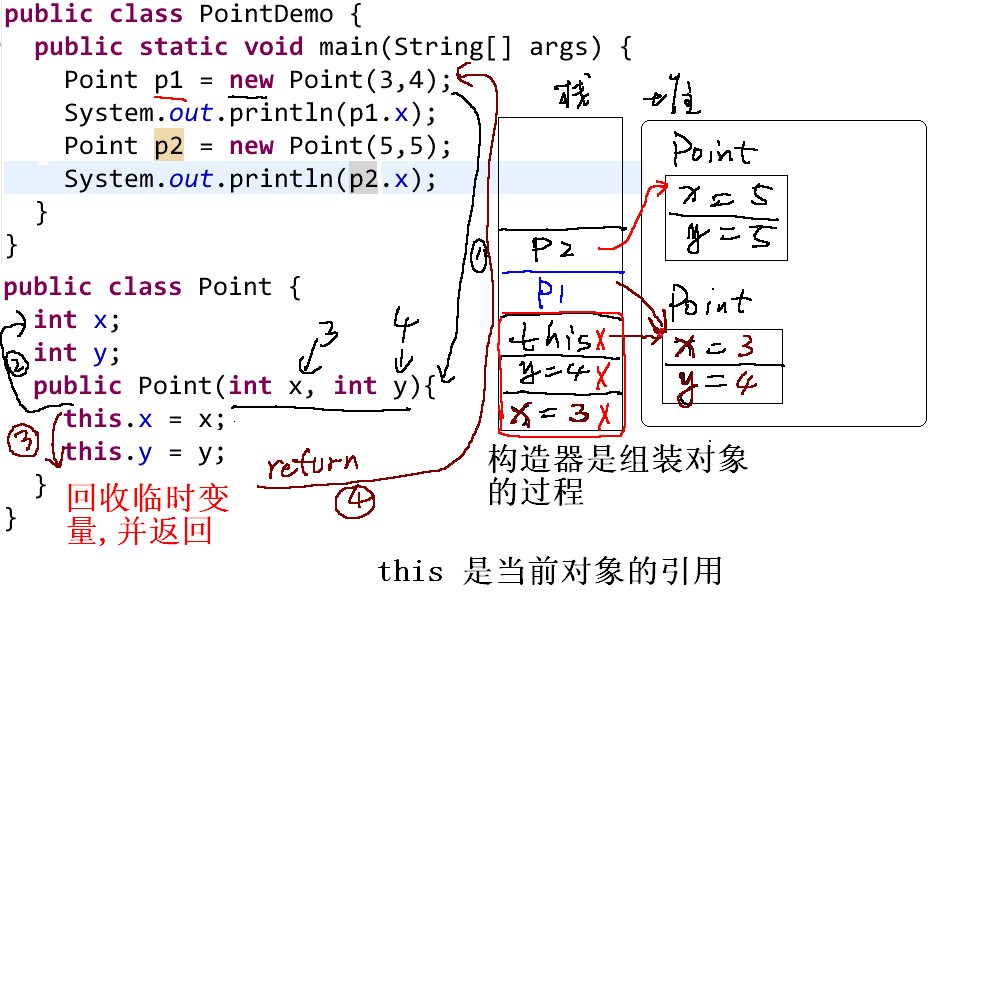 public class PointDemo {
public static void main(String[] args) {
Point p1 = new Point(3,4);
System.out.println(p1.x);
Point p2 = new Point(5,5);
System.out.println(p2.x);
}
}
public class Point {
int x;
int y;
public Point(int x, int y){
this.x = x;
this.y = y;
}
}
①
②
3
4
③
return
④
回收临时变
量,并返回
栈
堆
Point
x = 5
y = 5
P2
P1
Point
this x
y=4 x
x = 3 x
x = 3
y = 4
构造器是组装对象
的过程
this 是当前对象的引用